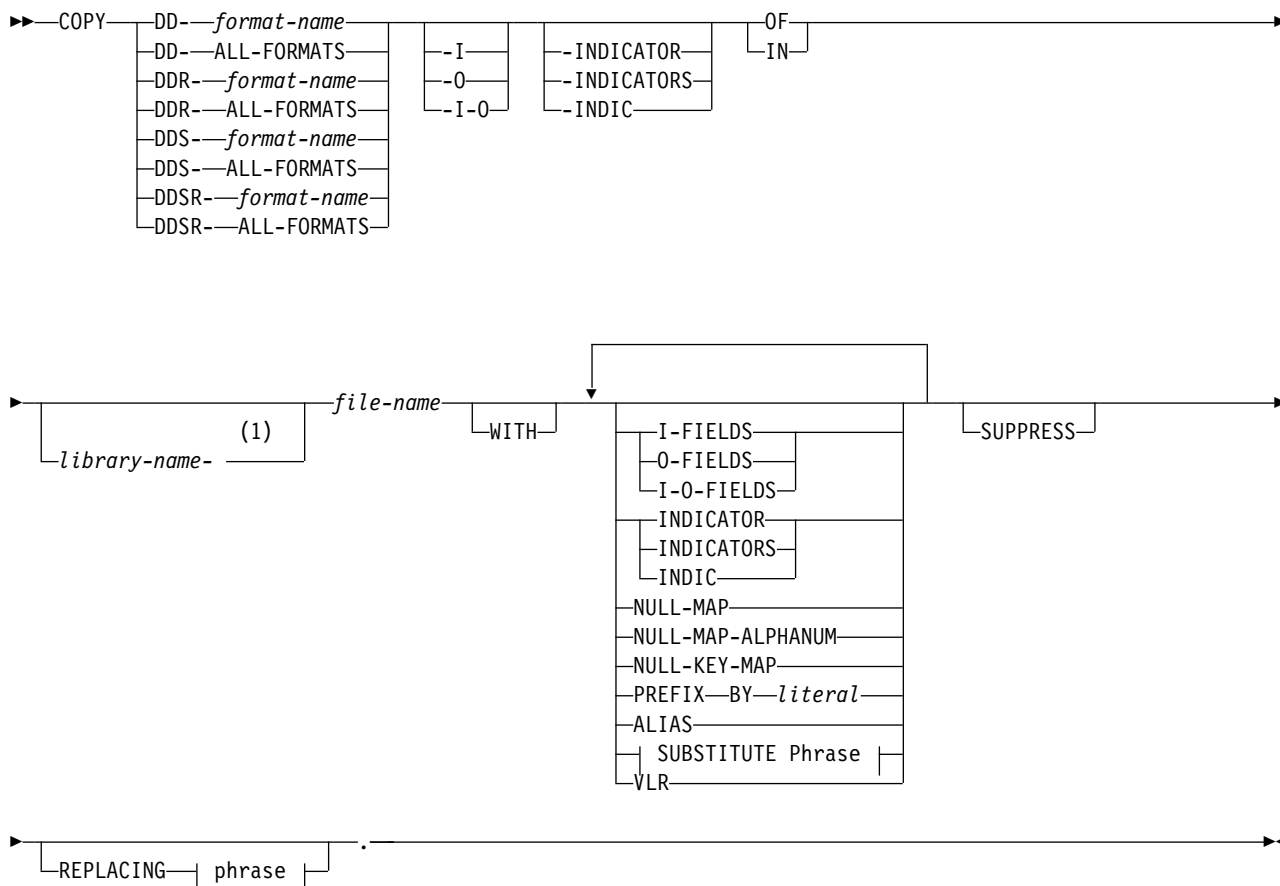 COPY DD- format-name OF
DD- ALL-FORMATS -I -INDICATOR IN
DDR- format-name -O -INDICATORS
DDR- ALL-FORMATS -I-O -INDIC
DDS- format-name
DDS- ALL-FORMATS
DDSR- format-name
DDSR- ALL-FORMATS
file-name
(1) WITH I-FIELDS SUPPRESS
library-name- O-FIELDS
I-O-FIELDS
INDICATOR
INDICATORS
INDIC
NULL-MAP
NULL-MAP-ALPHANUM
NULL-KEY-MAP
PREFIX BY literal
ALIAS
SUBSTITUTE Phrase
VLR
.
REPLACING phrase